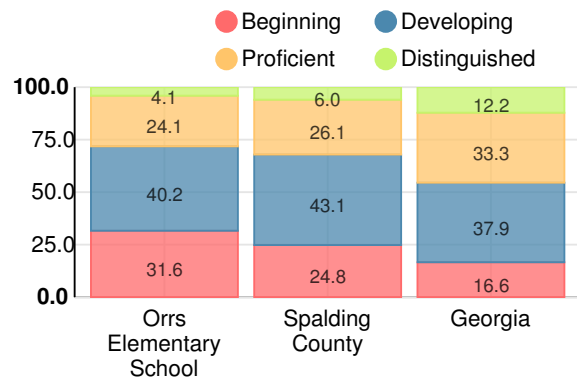 Beginning
Developing
Proficient
Distinguished
100.0
75.0
50.0
25.0
0.0
4.1
24.1
40.2
31.6
6.0
26.1
43.1
24.8
12.2
33.3
37.9
16.6
Orrs
Elementary
School
Spalding
County
Georgia